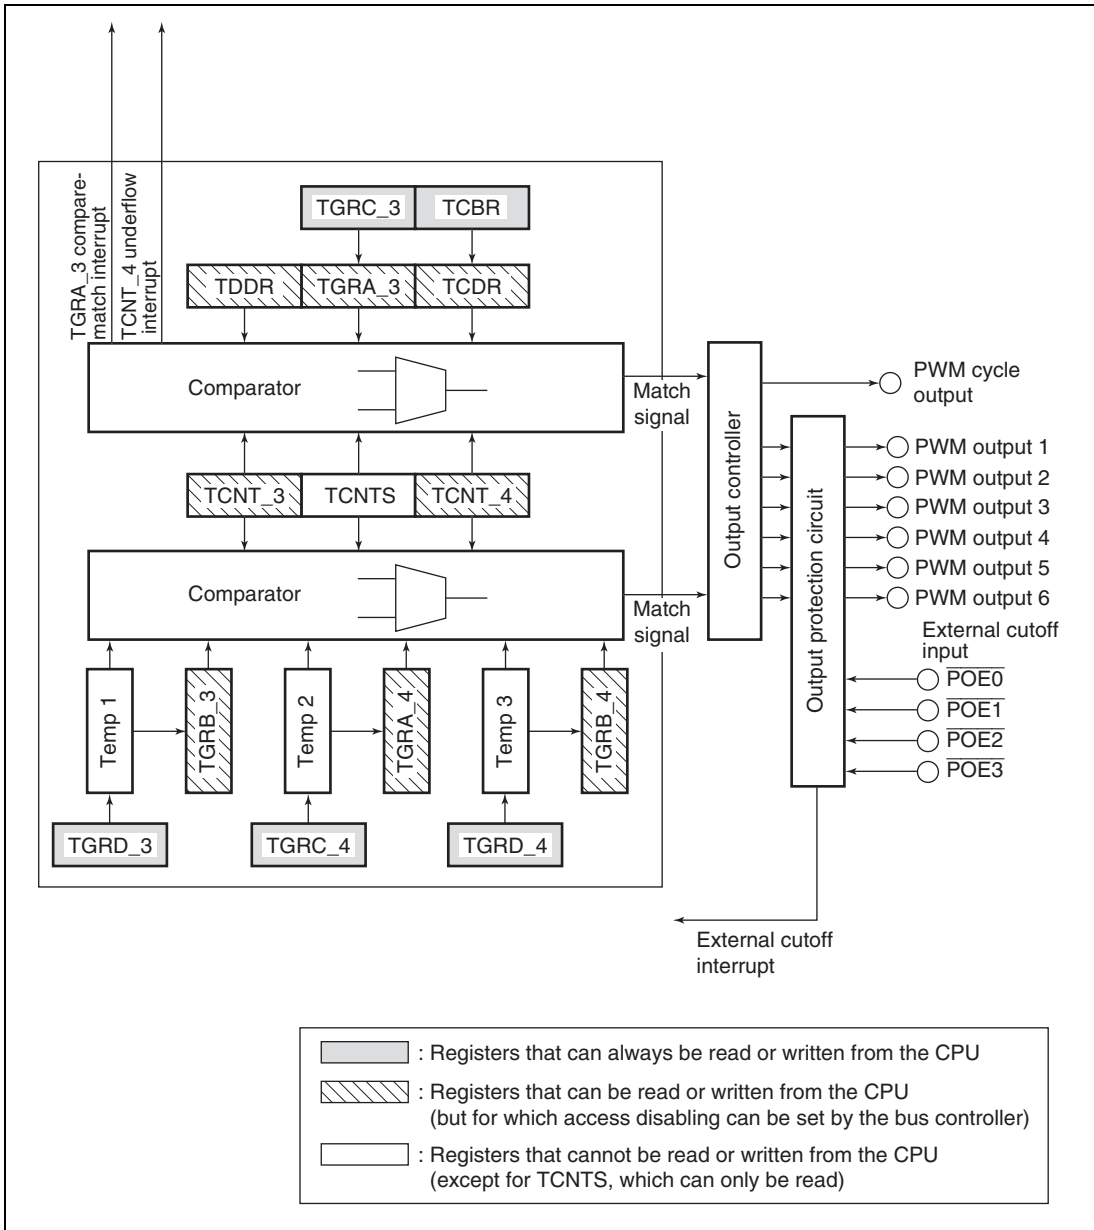 TGRA_3 compare-
match interrupt
TCNT_4 underflow
interrupt
TGRC_3
TCBR
TDDR
TGRA_3
TCDR
Comparator
Match
signal
PWM cycle
output
TCNT_3
TCNTS
TCNT_4
Output controller
Output protection circuit
PWM output 1
PWM output 2
PWM output 3
PWM output 4
PWM output 5
PWM output 6
Comparator
Match
signal
External cutoff
input
POE0
POE1
POE2
POE3
Temp 1
TGRB_3
Temp 2
TGRA_4
Temp 3
TGRB_4
TGRD_3
TGRC_4
TGRD_4
External cutoff
interrupt
: Registers that can always be read or written from the CPU
: Registers that can be read or written from the CPU
(but for which access disabling can be set by the bus controller)
: Registers that cannot be read or written from the CPU
(except for TCNTS, which can only be read)